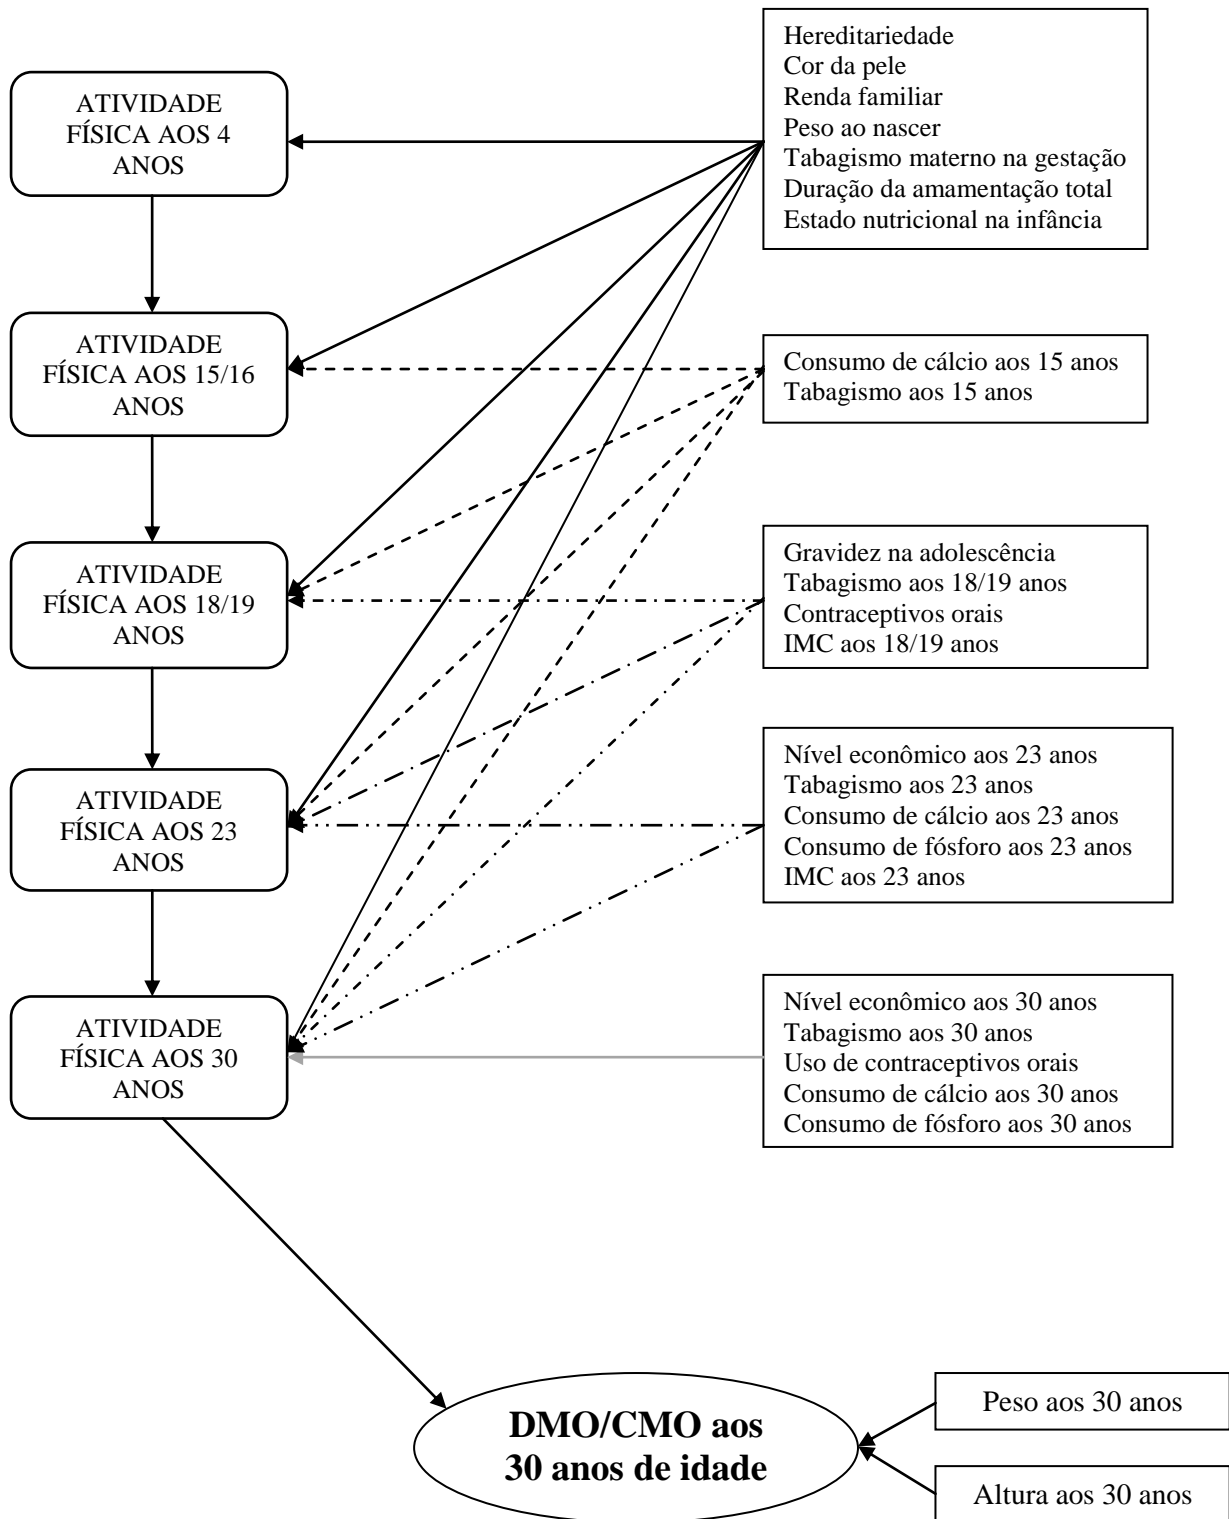 Hereditariedade
Cor da pele
Renda familiar
Peso ao nascer
Tabagismo materno na gestação
Duração da amamentação total
Estado nutricional na infância
ATIVIDADE
FÍSICA AOS 4
ANOS
ATIVIDADE
FÍSICA AOS 15/16
ANOS
Consumo de cálcio aos 15 anos
Tabagismo aos 15 anos
ATIVIDADE
FÍSICA AOS 18/19
ANOS
Gravidez na adolescência
Tabagismo aos 18/19 anos
Contraceptivos orais
IMC aos 18/19 anos
ATIVIDADE
FÍSICA AOS 23
ANOS
Nível econômico aos 23 anos
Tabagismo aos 23 anos
Consumo de cálcio aos 23 anos
Consumo de fósforo aos 23 anos
IMC aos 23 anos
ATIVIDADE
FÍSICA AOS 30
ANOS
Nível econômico aos 30 anos
Tabagismo aos 30 anos
Uso de contraceptivos orais
Consumo de cálcio aos 30 anos
Consumo de fósforo aos 30 anos
DMO/CMO aos
30 anos de idade
Peso aos 30 anos
Altura aos 30 anos